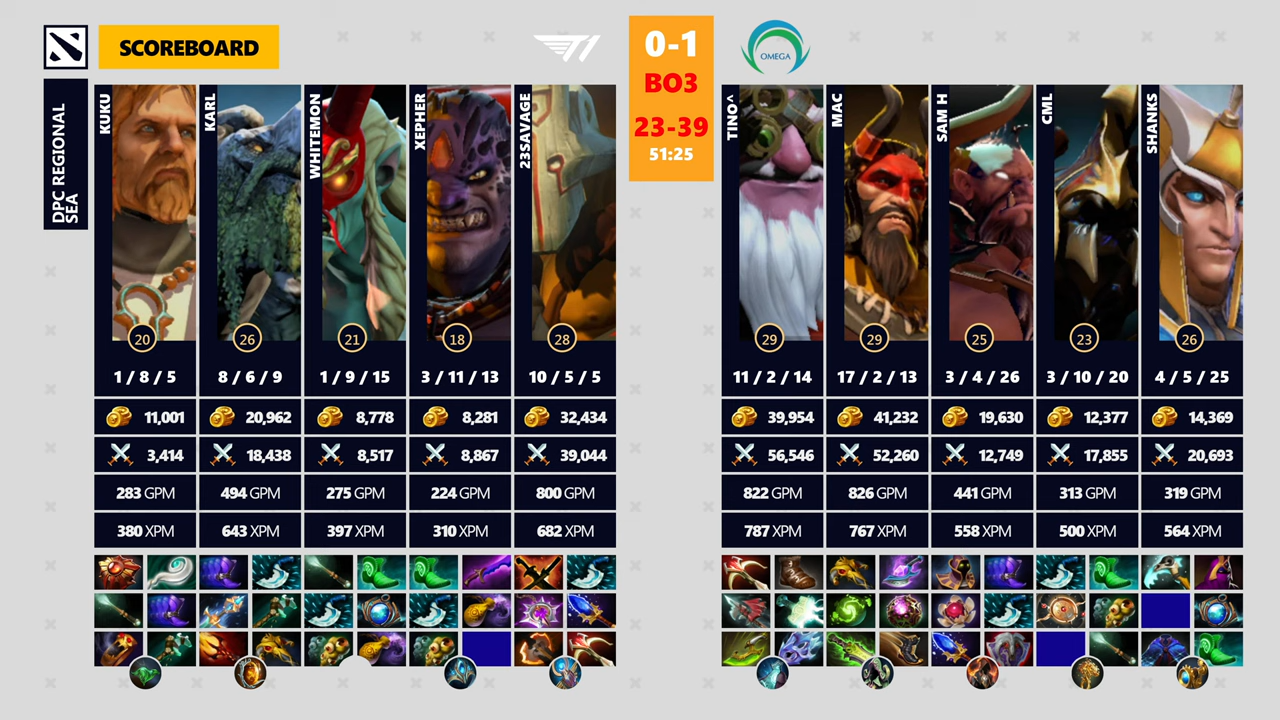 SCOREBOARD
T1
0-1
BO3
23-39
51:25
OMEGA
DPC REGIONAL
SEA
KUKU
KARL
WHITEMON
XEPHER
23SAVAGE
TINO^
MAC
SAM H
CML
SHANKS
20 26 21 18 28 29 29 25 23 26
1 / 8 / 5 8 / 6 / 9 1 / 9 / 15 3 / 11 / 13 10 / 5 / 5 11 / 2 / 14 17 / 2 / 13 3 / 4 / 26 3 / 10 / 20 4 / 5 / 25
11,001 20,962 8,778 8,281 32,434 39,954 41,232 19,630 12,377 14,369
3,414 18,438 8,517 8,867 39,044 56,546 52,260 12,749 17,855 20,693
283 GPM 494 GPM 275 GPM 224 GPM 800 GPM 822 GPM 826 GPM 441 GPM 313 GPM 319 GPM
380 XPM 643 XPM 397 XPM 310 XPM 682 XPM 787 XPM 767 XPM 558 XPM 500 XPM 564 XPM